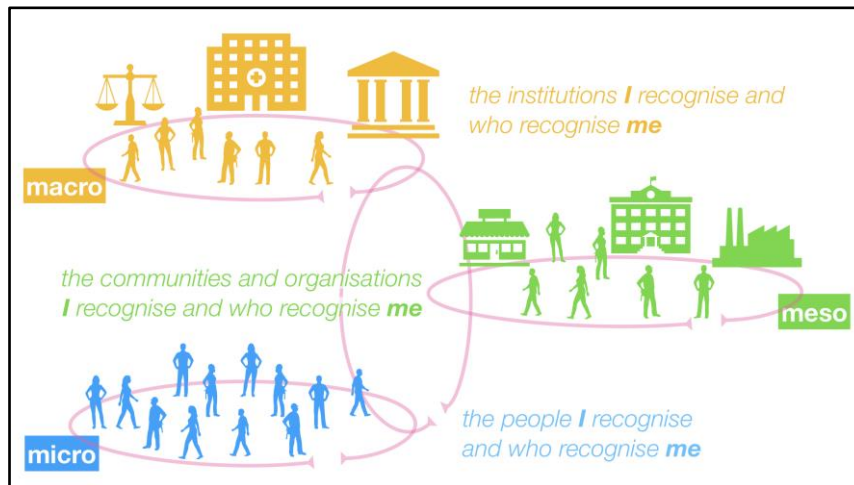 the institutions I recognise and
who recognise me
macro
the communities and organisations
I recognise and who recognise me
meso
the people I recognise
and who recognise me
micro